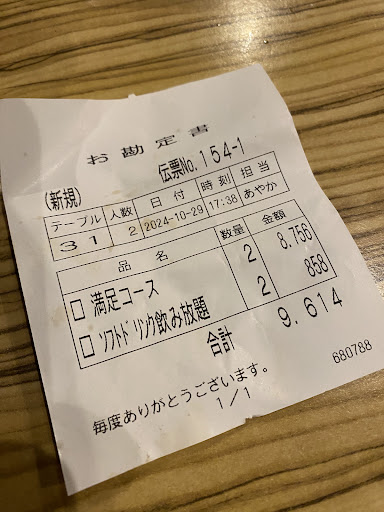 お勘定書
(新規) 伝票No. 154-1
テーブル 人数 日付 時刻 担当
31 2 2024-10-29 17:38 あやか
品名 数量 金額
□ 満足コース 2 8.756
□ ソフトドリンク飲み放題 2 858
合計 9.614
毎度ありがとうございます。
1/1
680788